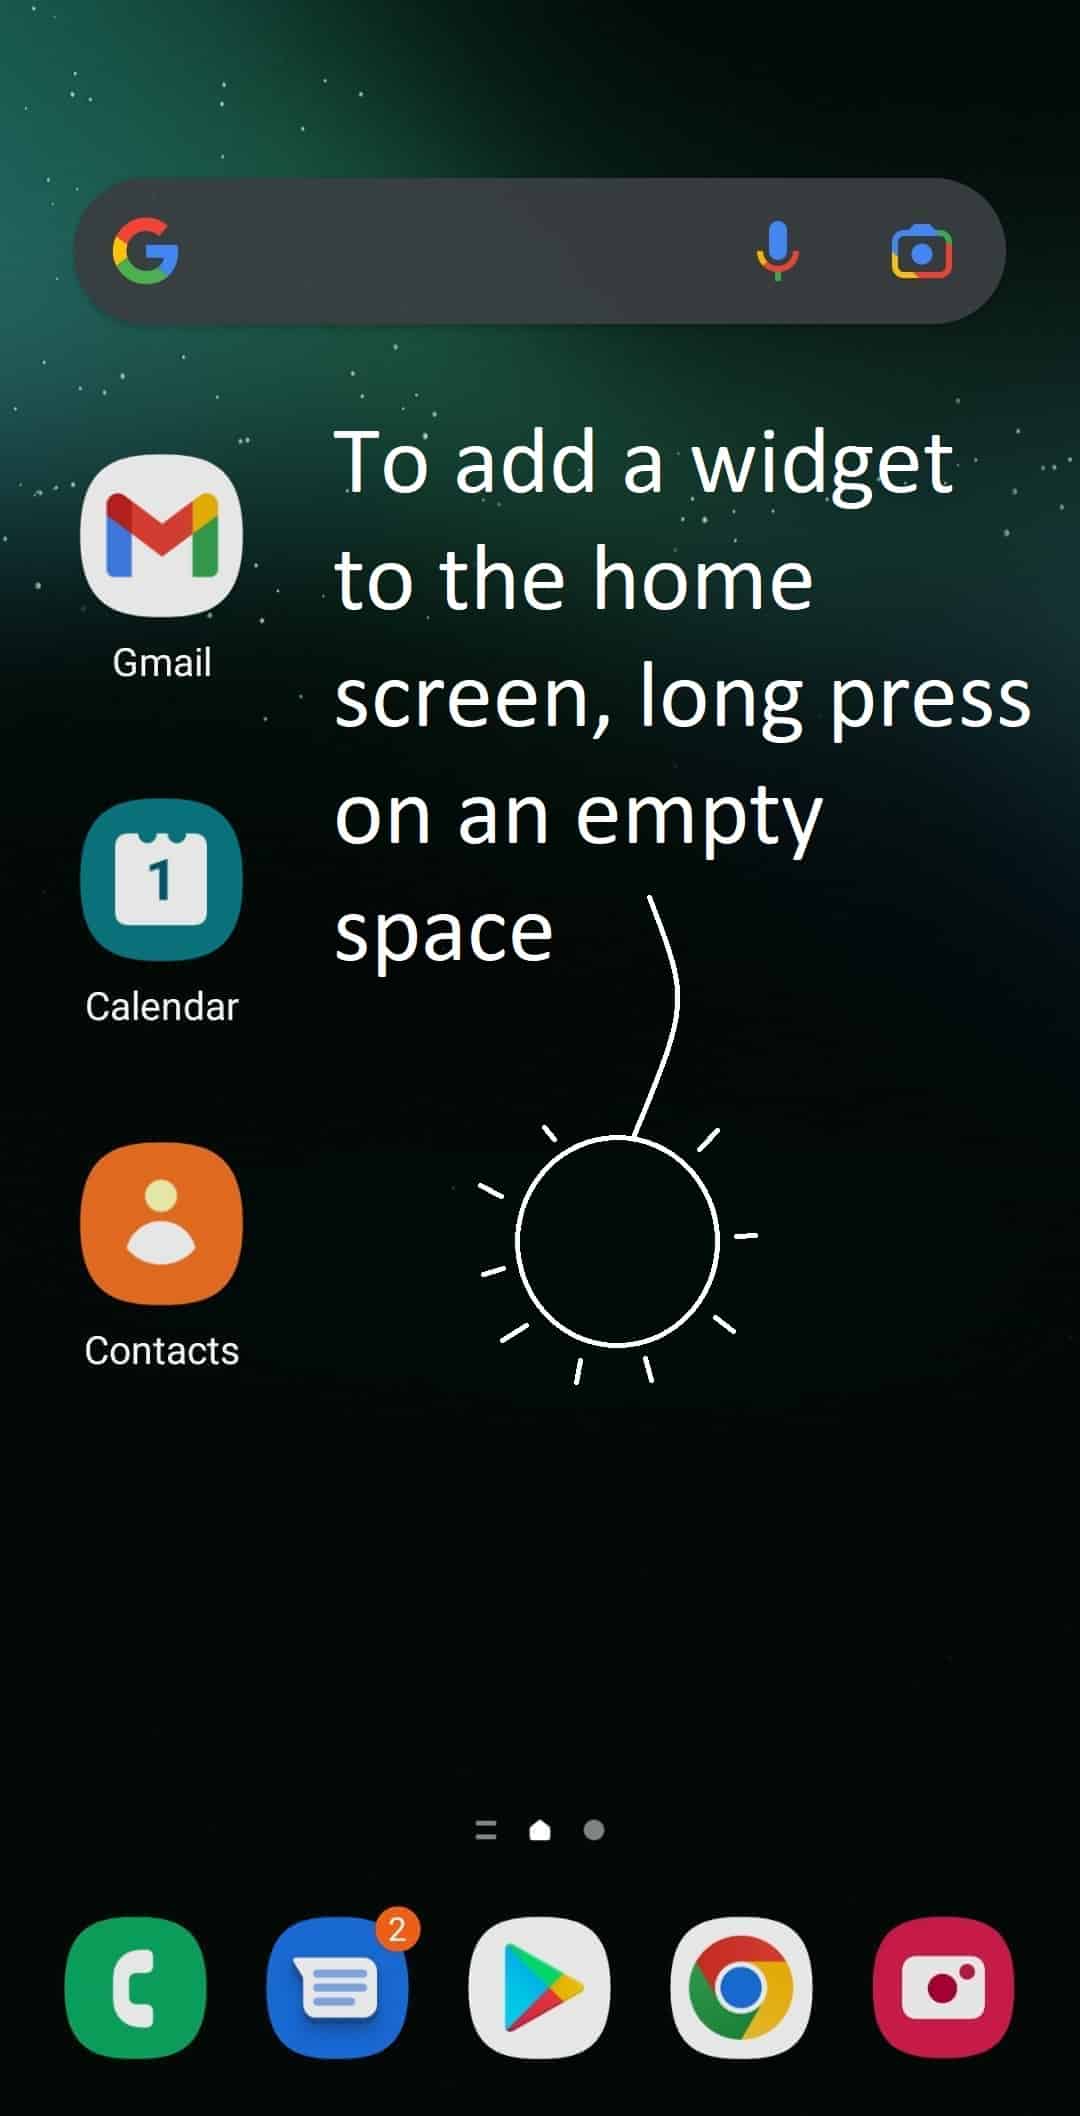 To add a widget
to the home
screen, long press
on an empty
space
Gmail
1
Calendar
Contacts
2